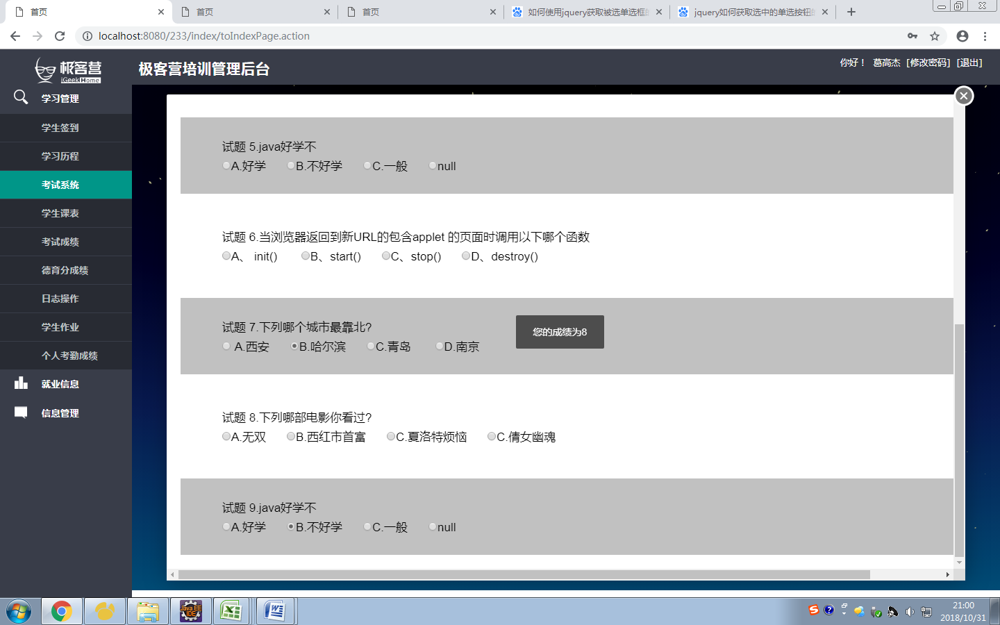 首页
首页
首页
如何使用jquery获取被选单选框
jquery如何获取选中的单选按钮
localhost:8080/233/index/toIndexPage.action
极客营
iGeekHome
极客营培训管理后台
你好！ 葛高杰 [修改密码] [退出]
学习管理
学生签到
学习历程
考试系统
学生课表
考试成绩
德育分成绩
日志操作
学生作业
个人考勤成绩
就业信息
信息管理
试题 5.java好学不
A.好学 B.不好学 C.一般 null
试题 6.当浏览器返回到新URL的包含applet 的页面时调用以下哪个函数
A、 init() B、start() C、stop() D、destroy()
试题 7.下列哪个城市最靠北?
A.西安 B.哈尔滨 C.青岛 D.南京
您的成绩为8
试题 8.下列哪部电影你看过?
A.无双 B.西红市首富 C.夏洛特烦恼 C.倩女幽魂
试题 9.java好学不
A.好学 B.不好学 C.一般 null
Java EE
IDE
21:00
2018/10/31